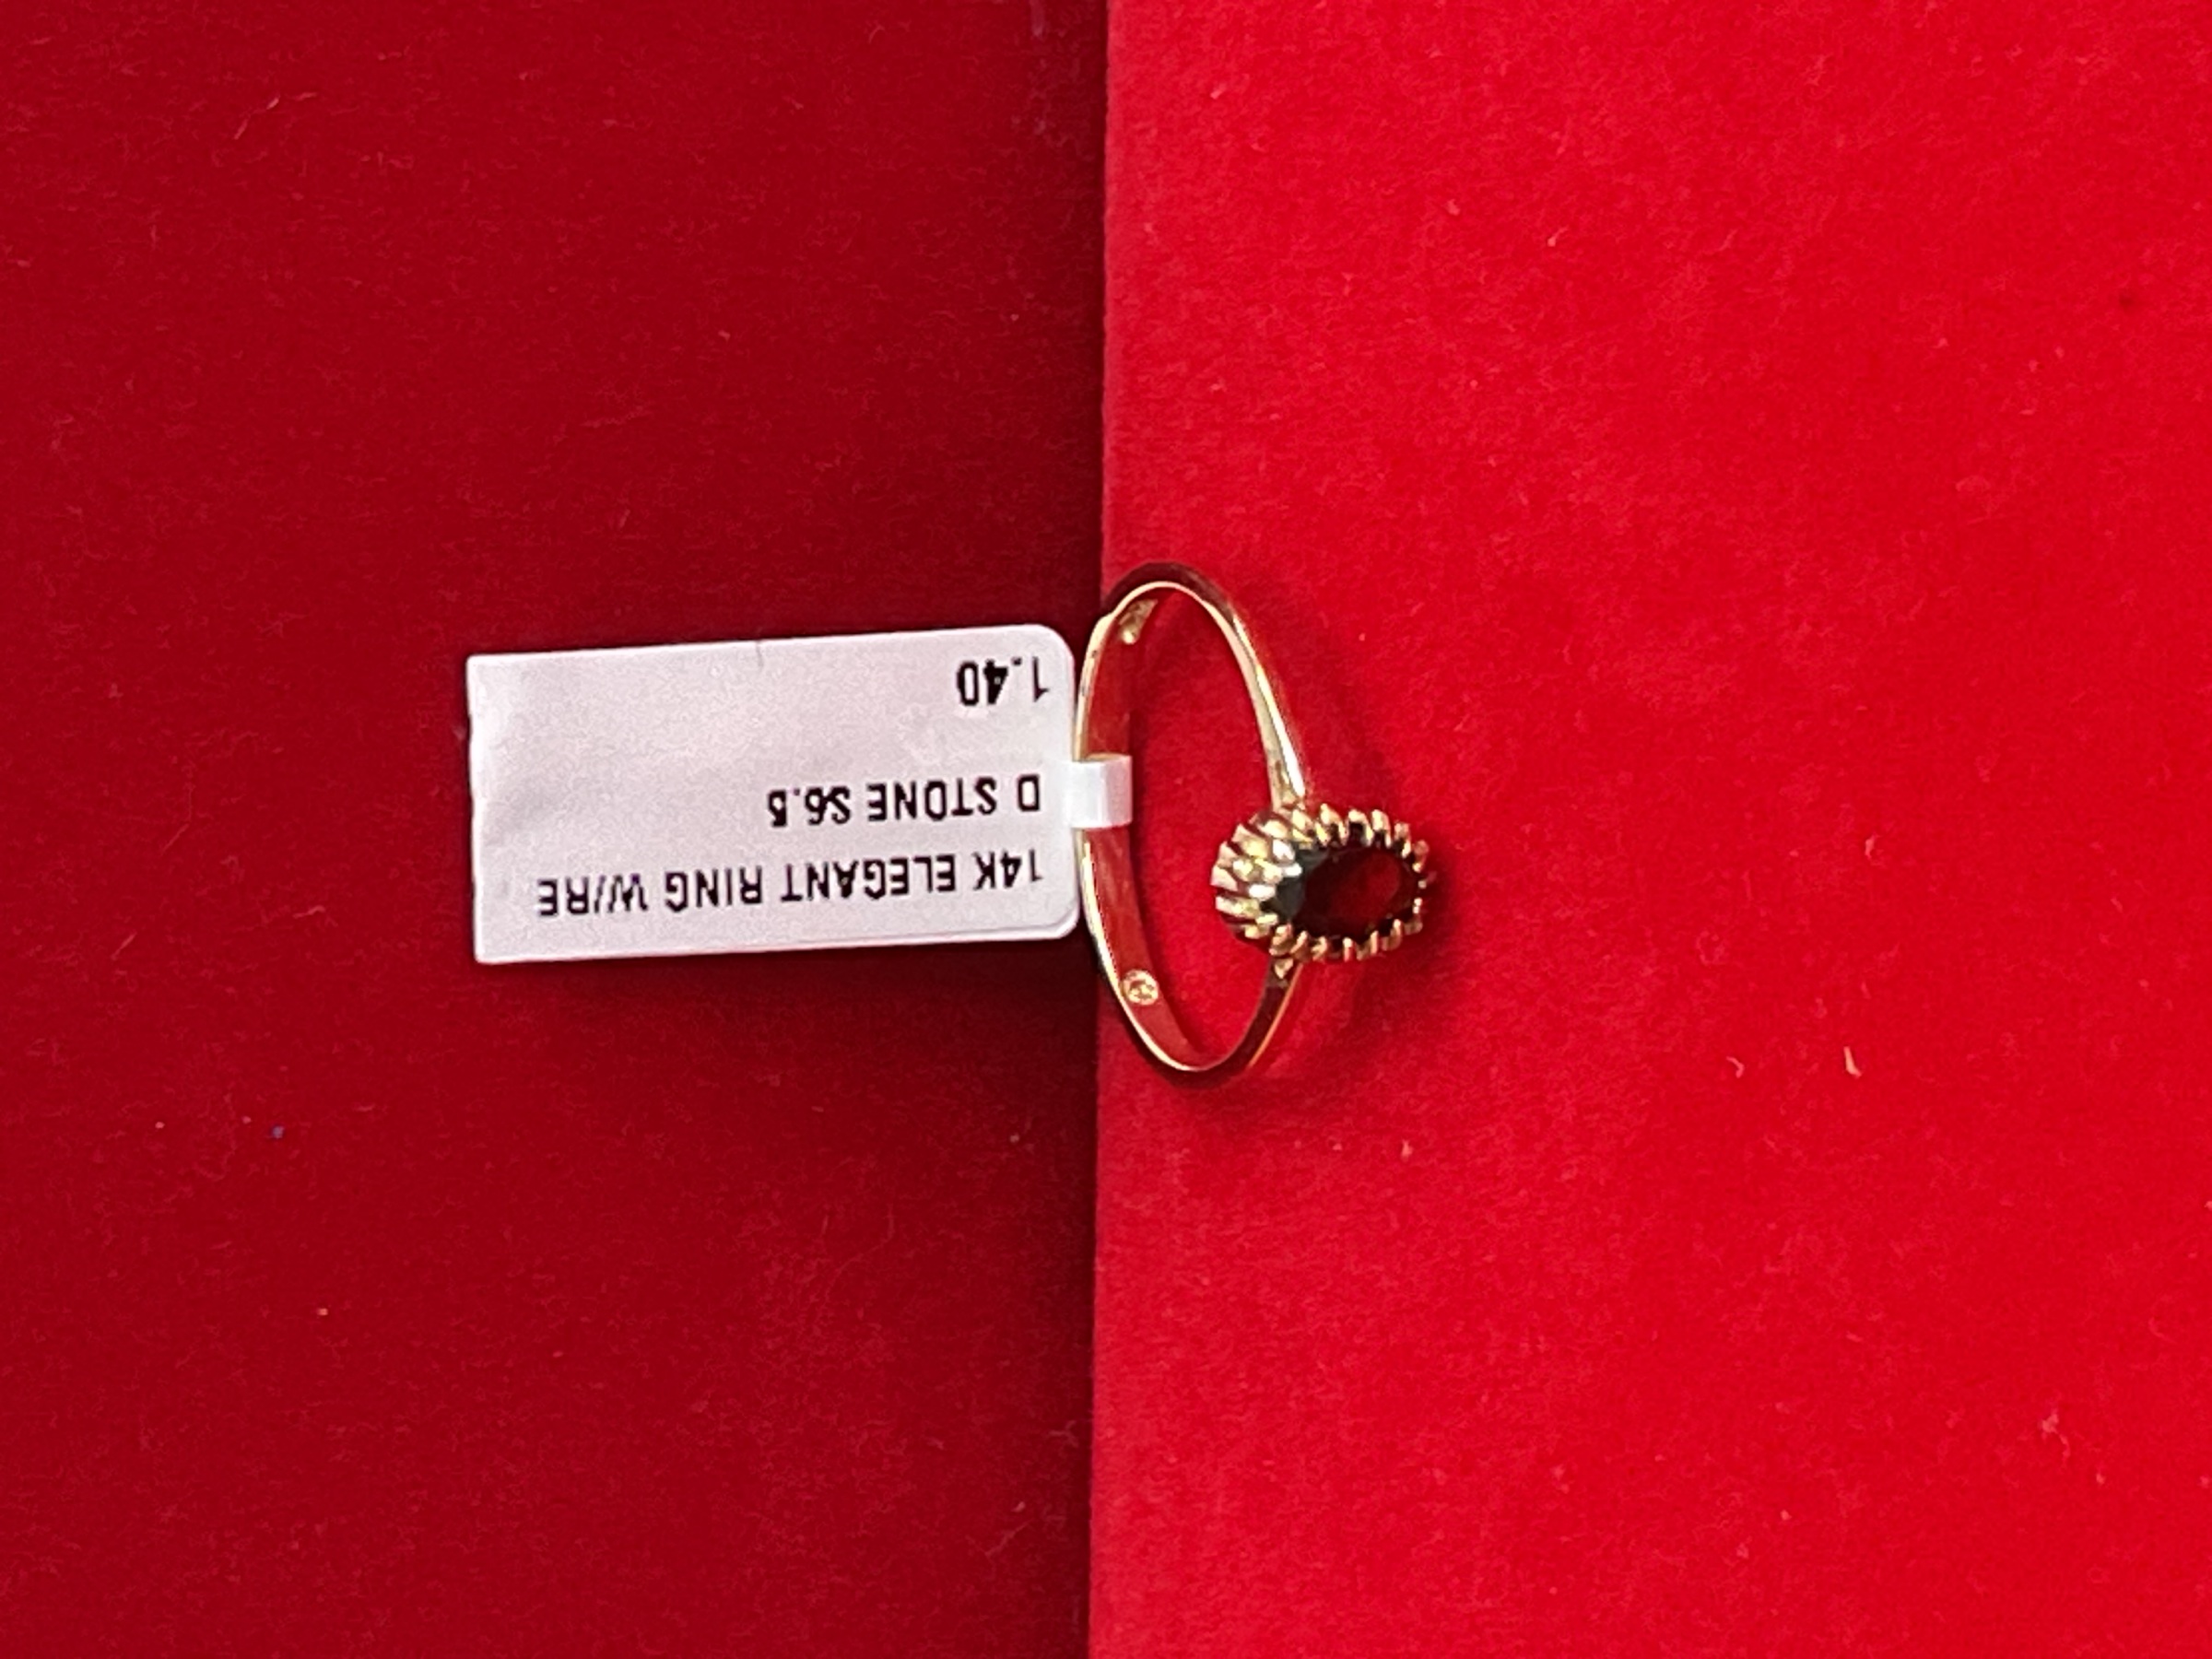 14K ELEGANT RING W/RE
D STONE S6.5
1.40